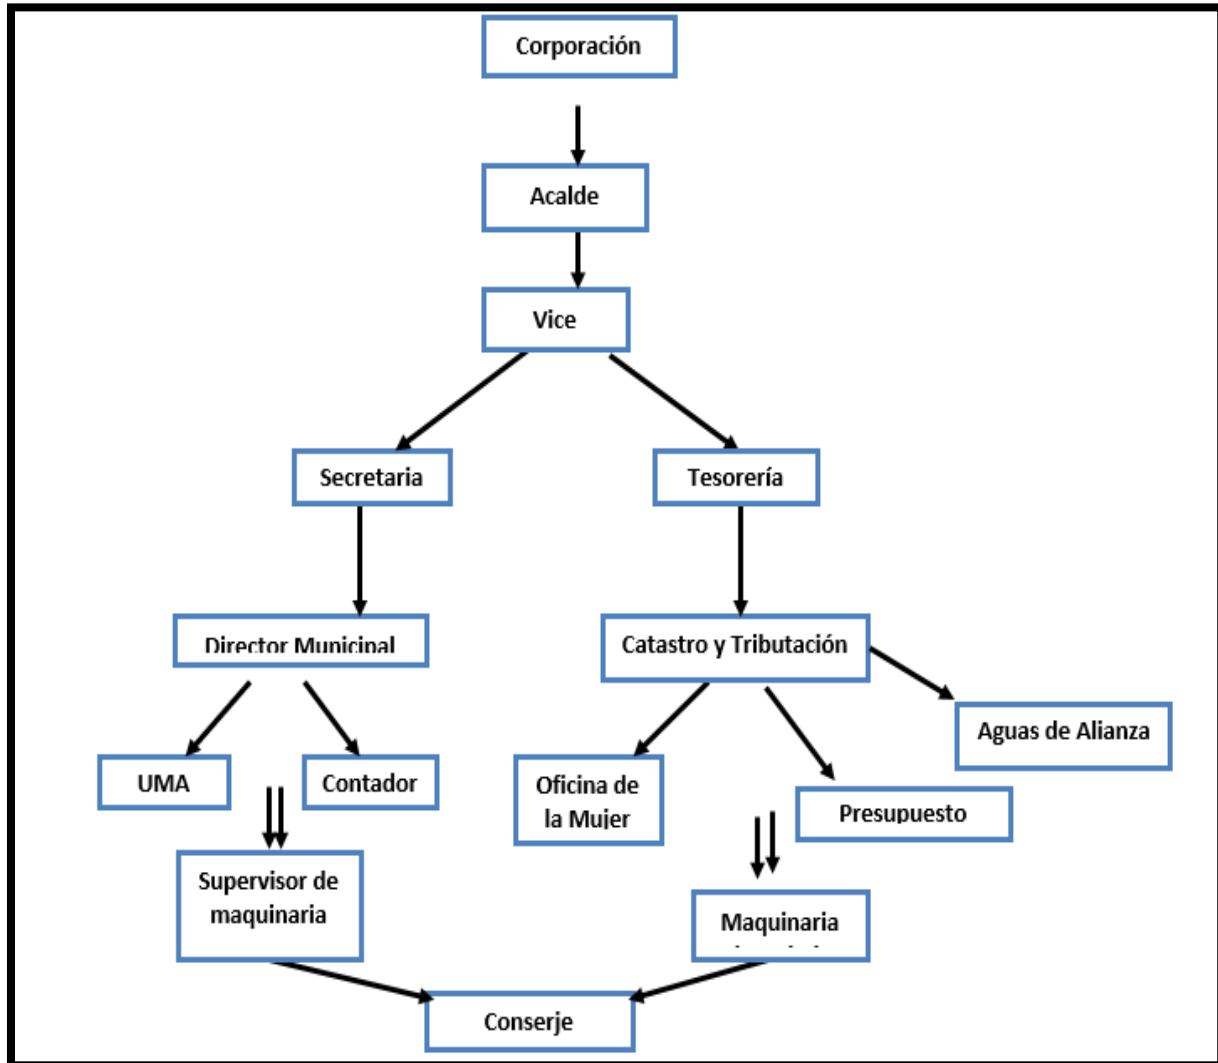 Corporación
Acalde
Vice
Secretaria
Tesorería
Director Municipal
Catastro y Tributación
Aguas de Alianza
UMA
Contador
Oficina de
la Mujer
Presupuesto
Supervisor de
maquinaria
Maquinaria
Conserje